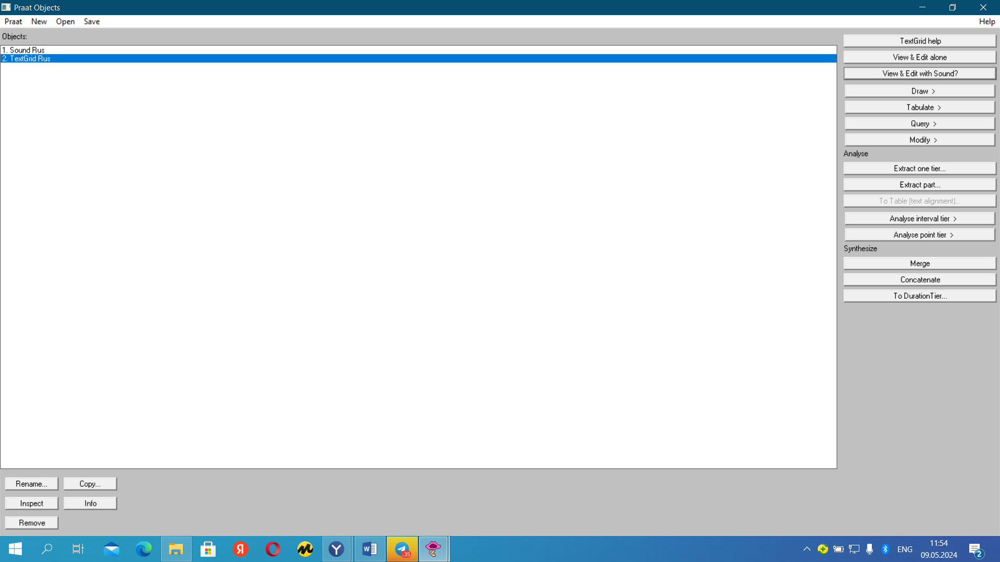 Praat Objects
Praat New Open Save Help
Objects:
1. Sound Rus
2. TextGrid Rus
TextGrid help
View & Edit alone
View & Edit with Sound?
Draw >
Tabulate >
Query >
Modify >
Analyse
Extract one tier...
Extract part...
To Table (text alignment)...
Analyse interval tier >
Analyse point tier >
Synthesize
Merge
Concatenate
To DurationTier...
Rename... Copy...
Inspect Info
Remove
Я
Y
W
..35
ENG
11:54
09.05.2024
2